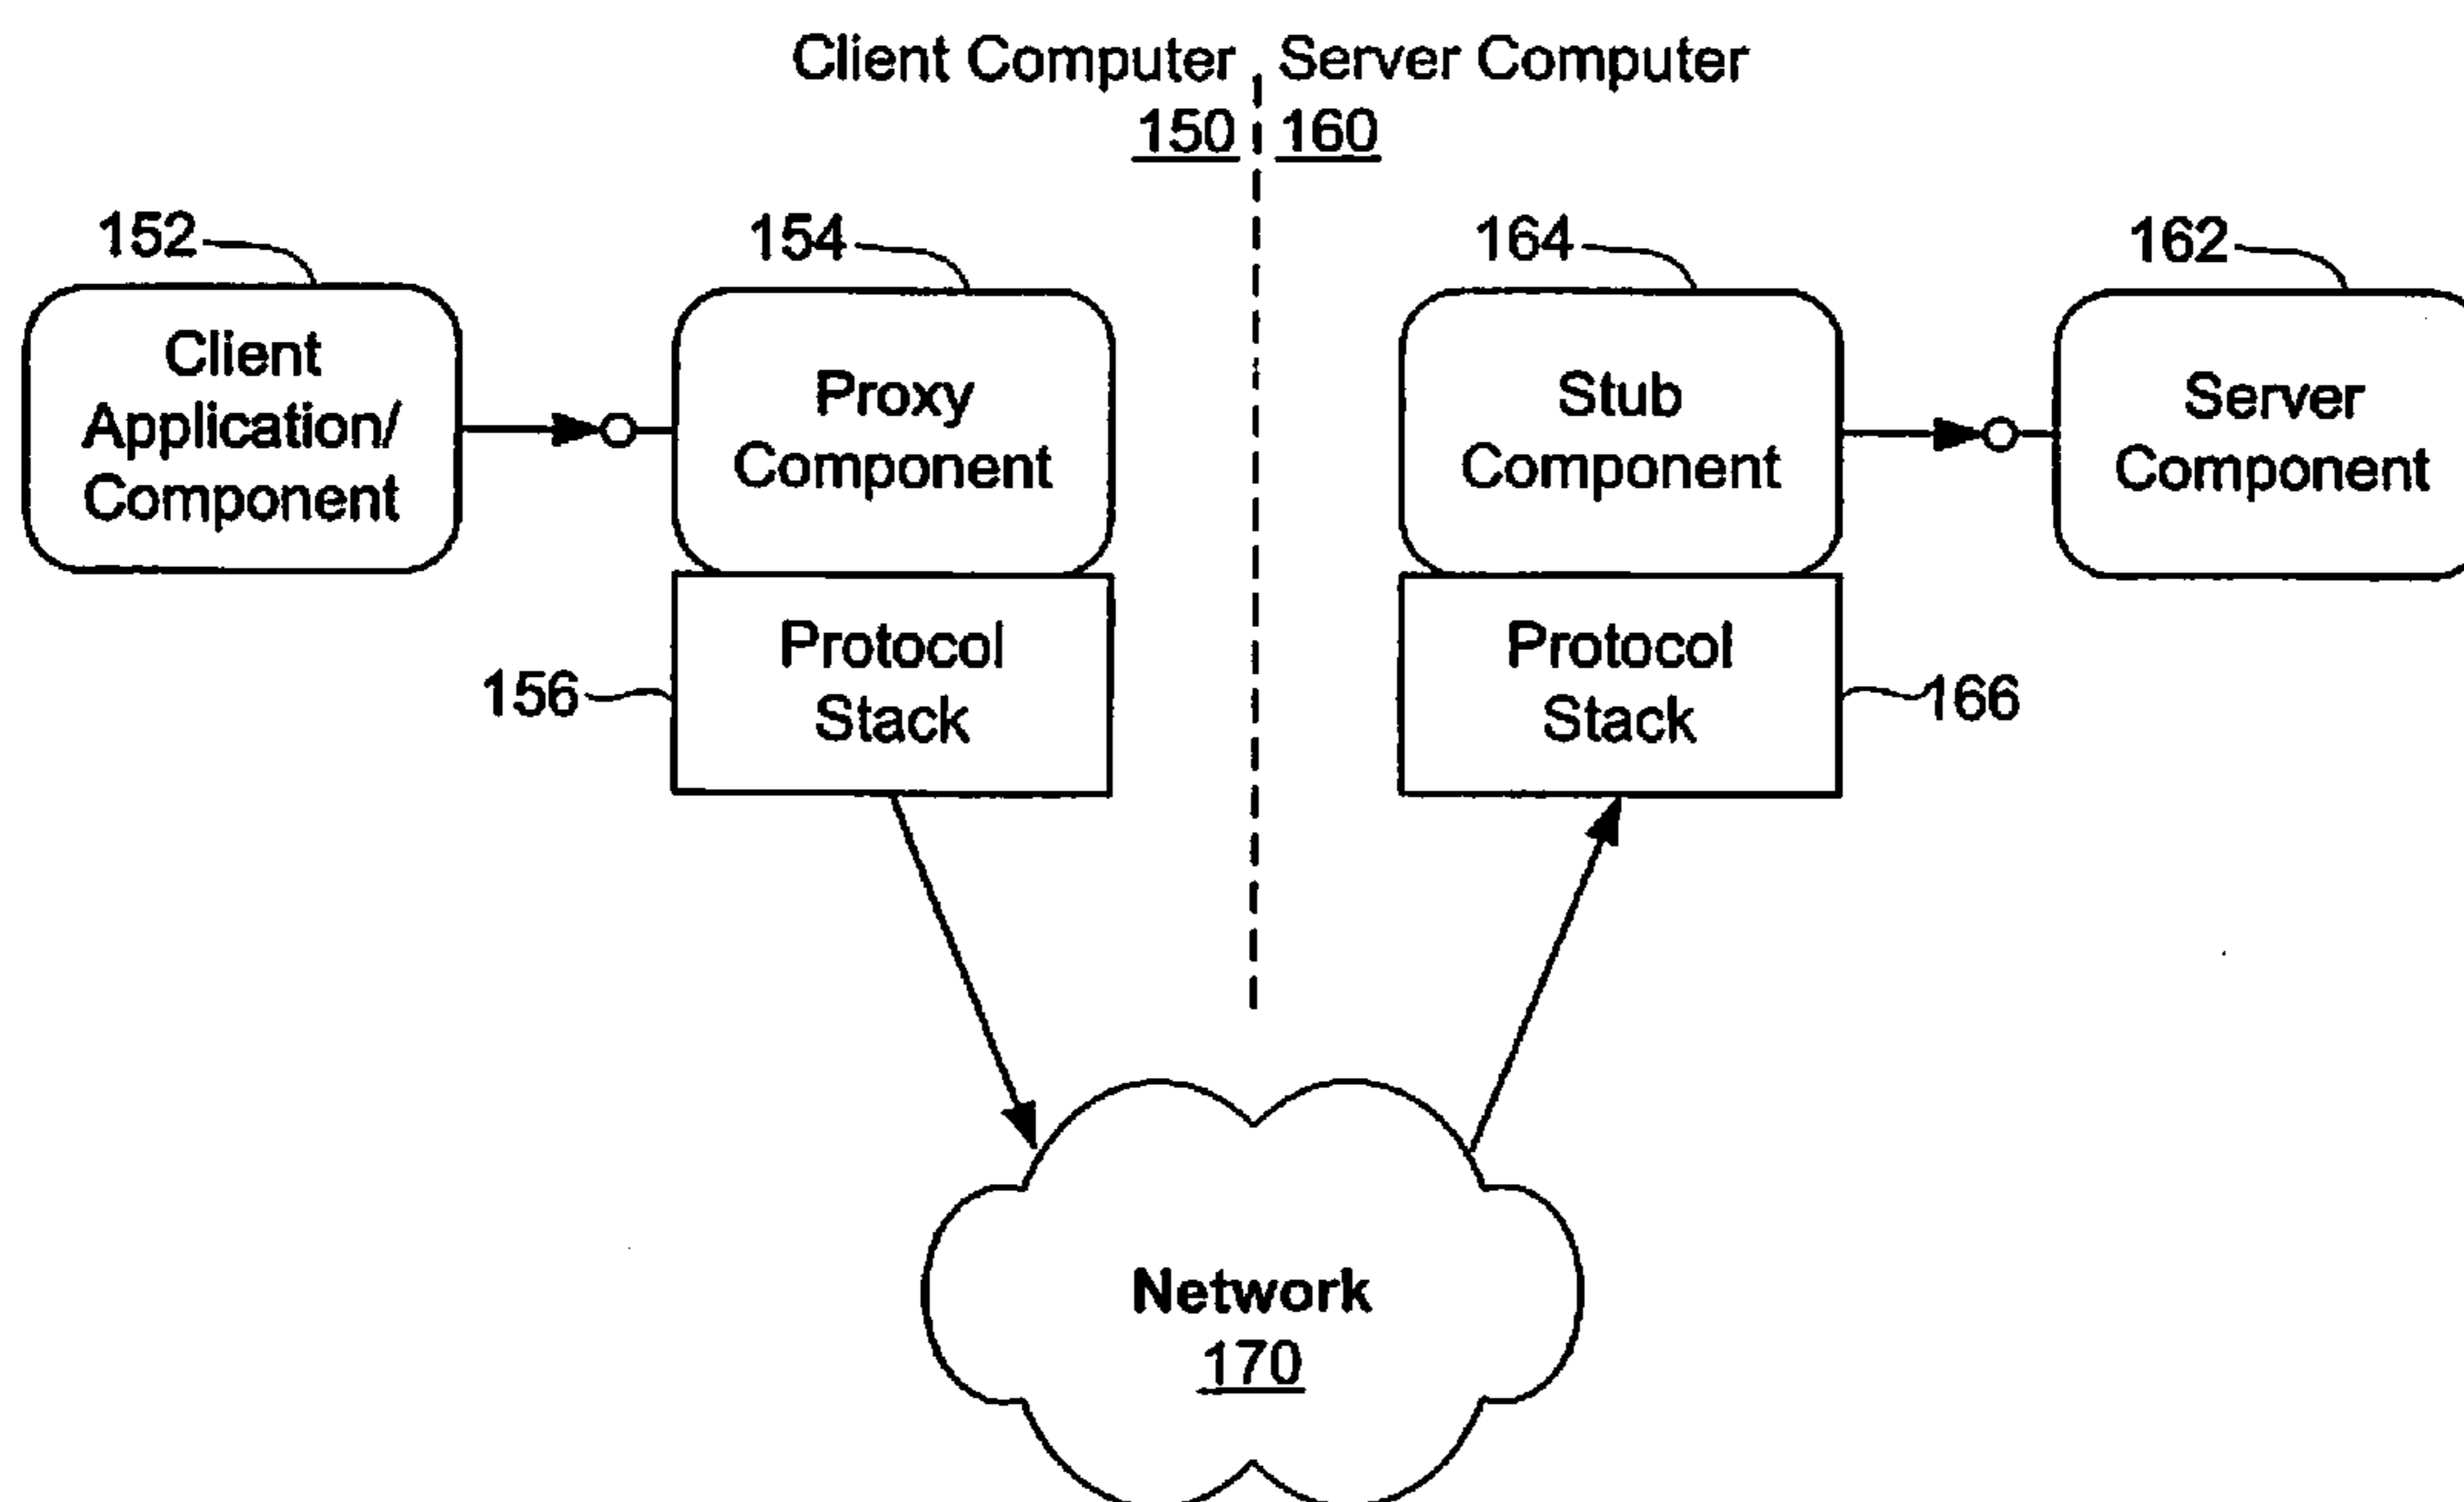 Client Computer
150
Server Computer
160
152
Client
Application/
Component
154
Proxy
Component
164
Stub
Component
162
Server
Component
156
Protocol
Stack
Protocol
Stack
166
Network
170